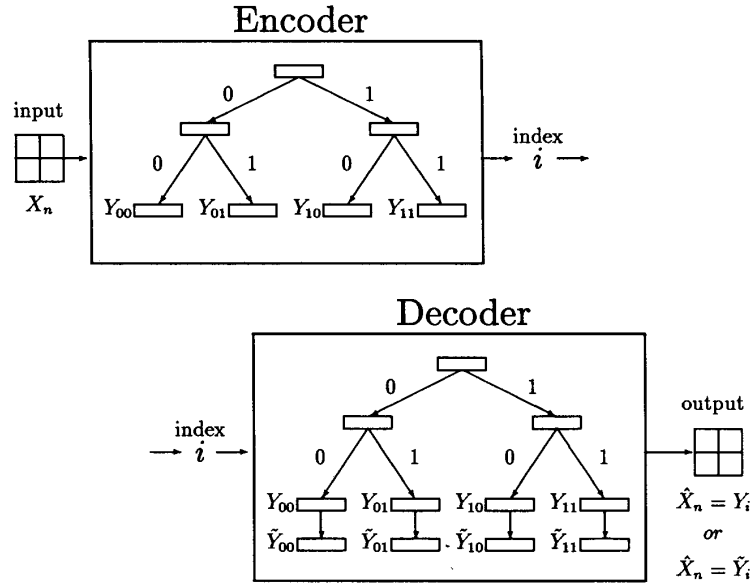 Encoder
0 1
input
0 1 0 1
index
i
X_n
Y_00 Y_01 Y_10 Y_11
Decoder
0 1
output
index
i
0 1 0 1
Y_00 Y_01 Y_10 Y_11
X̂_n = Y_i
Ỹ_00 Ỹ_01 Ỹ_10 Ỹ_11
or
X̂_n = Ỹ_i